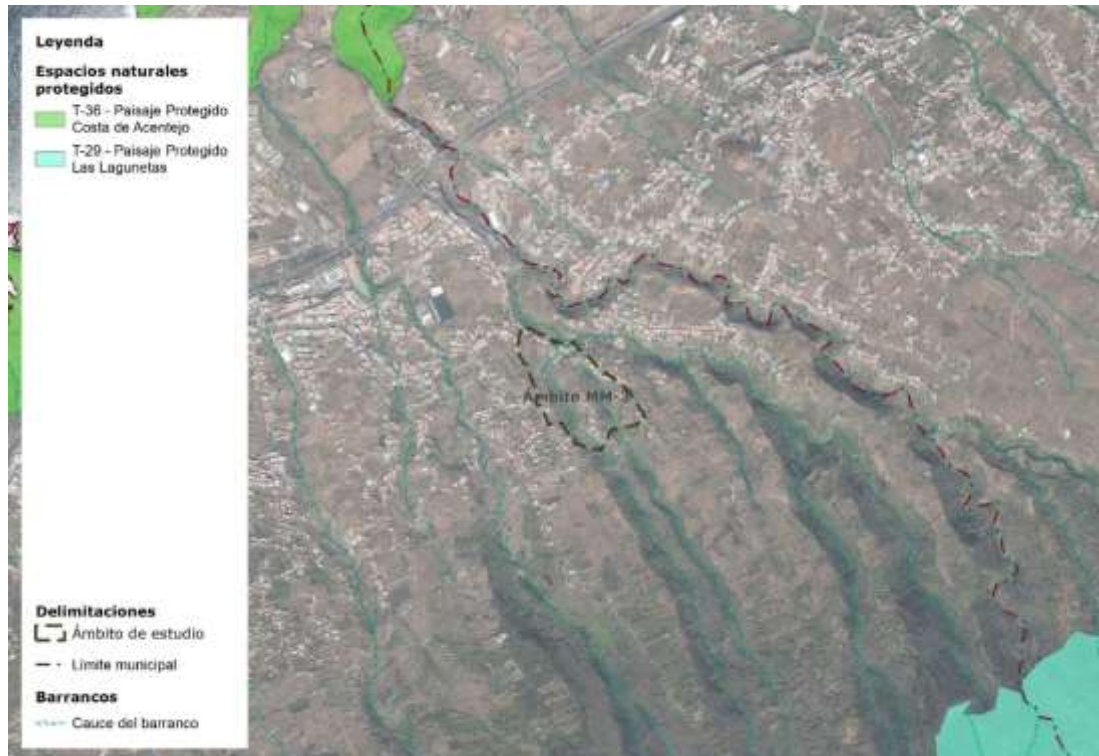 Leyenda
Espacios naturales
protegidos
T-36 - Paisaje Protegido
Costa de Acentejo
T-29 - Paisaje Protegido
Las Lagunetas
Ámbito MM-3
Delimitaciones
Ámbito de estudio
Límite municipal
Barrancos
Cauce del barranco